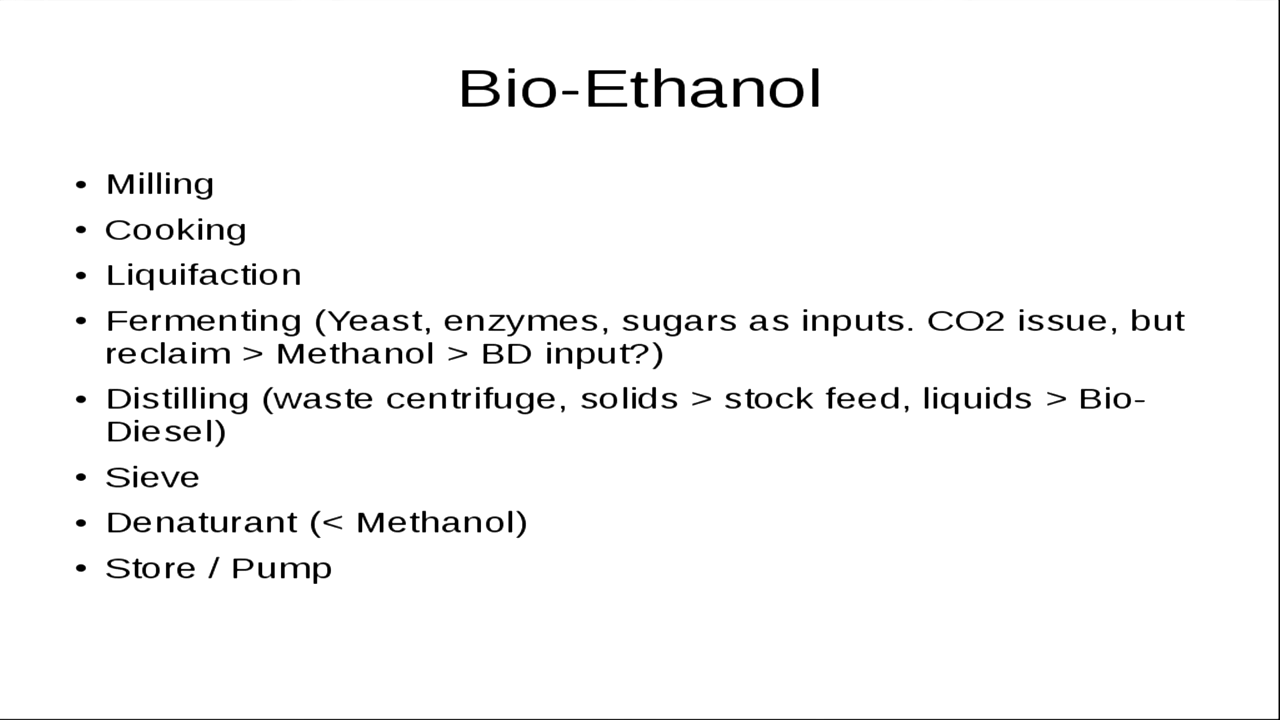 Bio-Ethanol
• Milling
• Cooking
• Liquifaction
• Fermenting (Yeast, enzymes, sugars as inputs. CO2 issue, but
reclaim > Methanol > BD input?)
• Distilling (waste centrifuge, solids > stock feed, liquids > Bio-
Diesel)
• Sieve
• Denaturant (< Methanol)
• Store / Pump